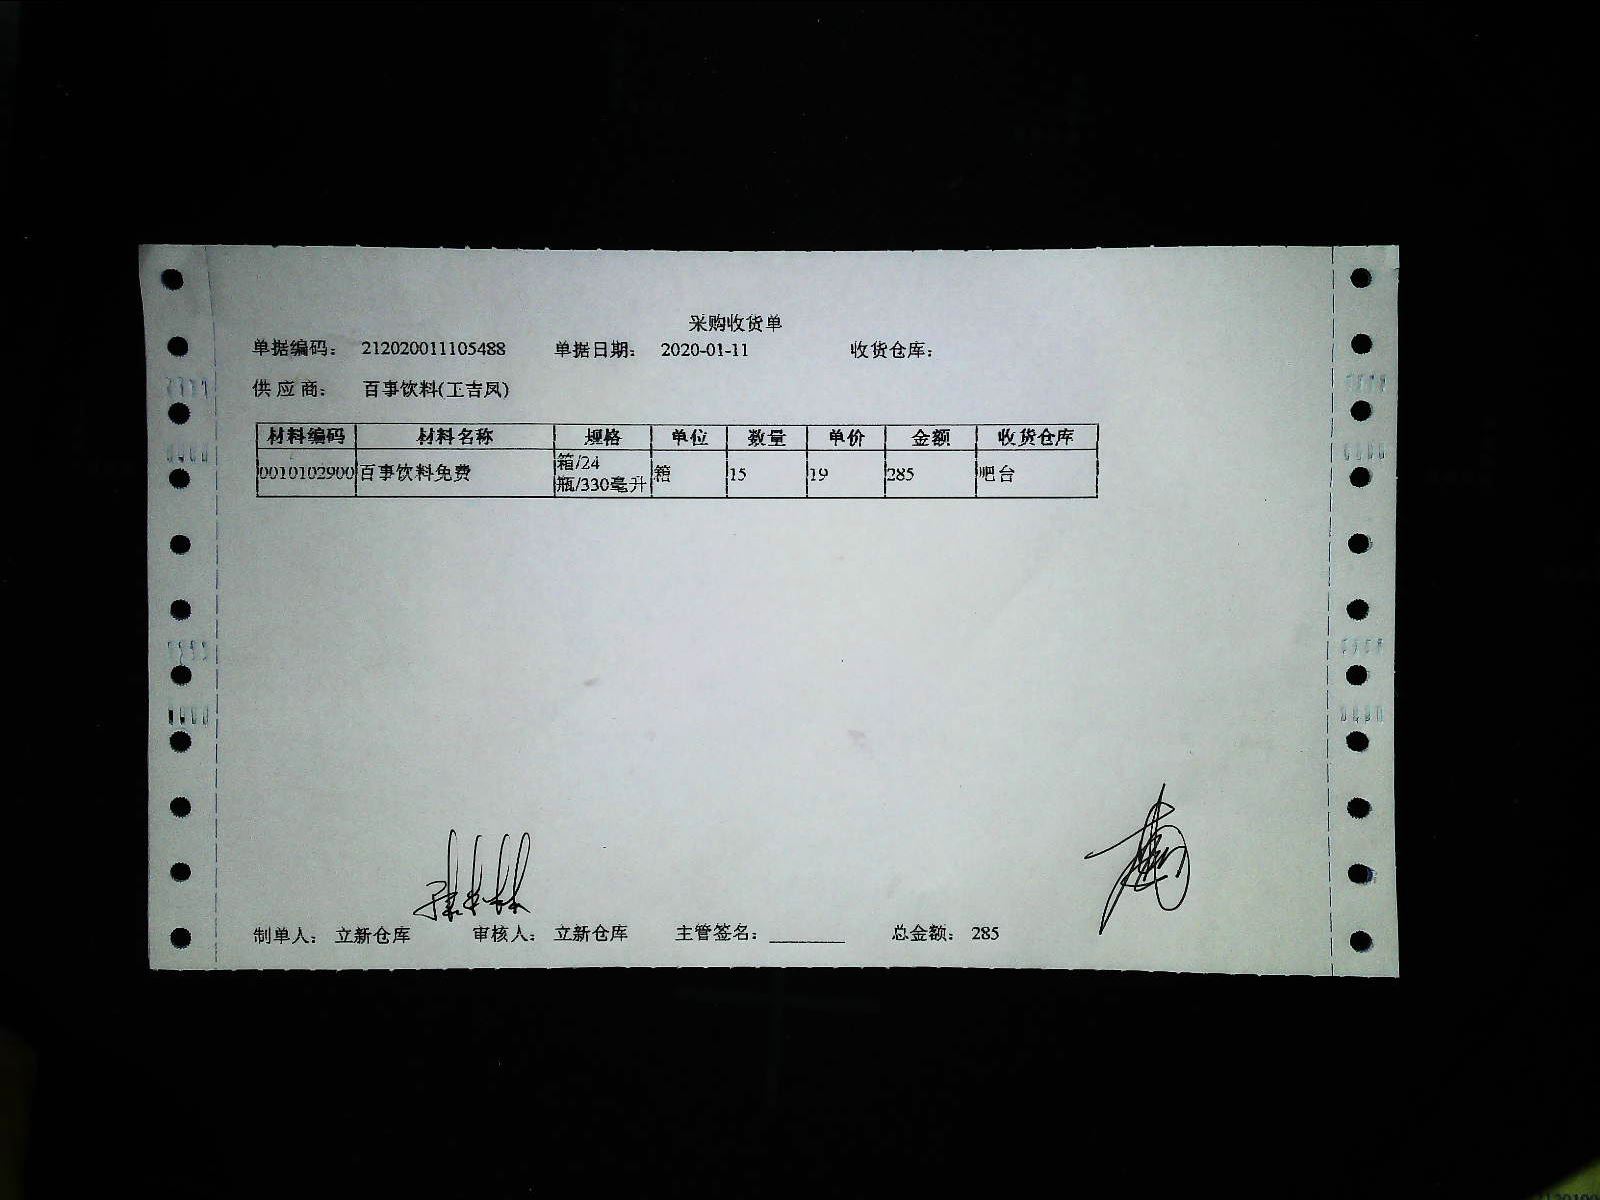 采购收货单
单据编码： 212020011105488 单据日期： 2020-01-11 收货仓库：
供 应 商： 百事饮料(王吉凤)
材料编码 材料名称 规格 单位 数量 单价 金额 收货仓库
0010102900 百事饮料免费 箱/24瓶/330毫升 箱 15 19 285 吧台
制单人： 立新仓库 审核人： 立新仓库 主管签名：________ 总金额： 285